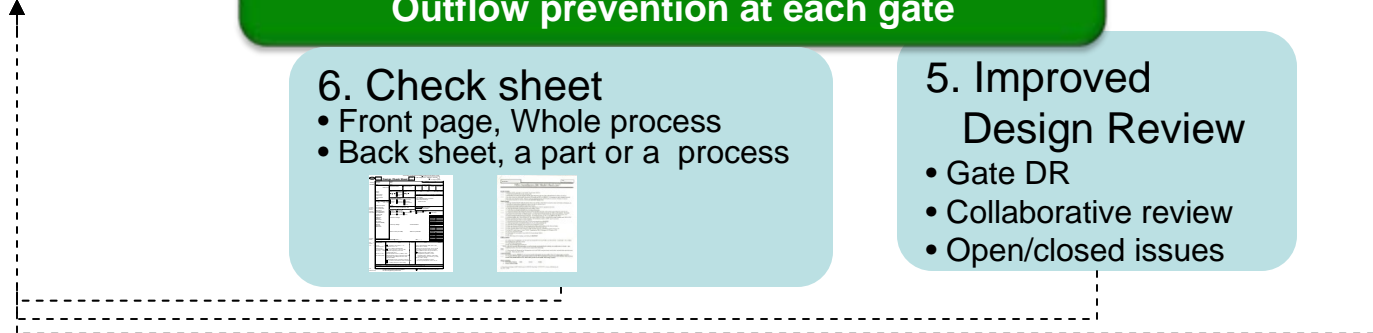 Outflow prevention at each gate
6. Check sheet
• Front page, Whole process
• Back sheet, a part or a  process
5. Improved
Design Review
• Gate DR
• Collaborative review
• Open/closed issues